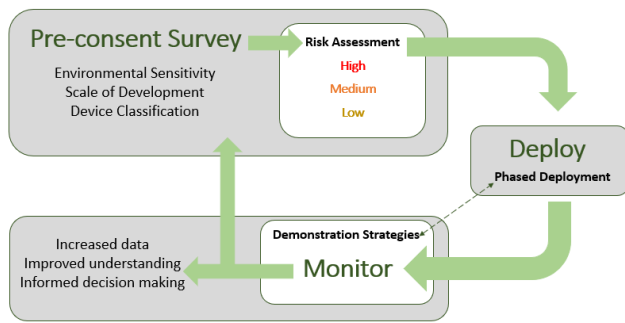 Pre-consent Survey
Environmental Sensitivity
Scale of Development
Device Classification
Risk Assessment
High
Medium
Low
Deploy
Phased Deployment
Demonstration Strategies
Monitor
Increased data
Improved understanding
Informed decision making